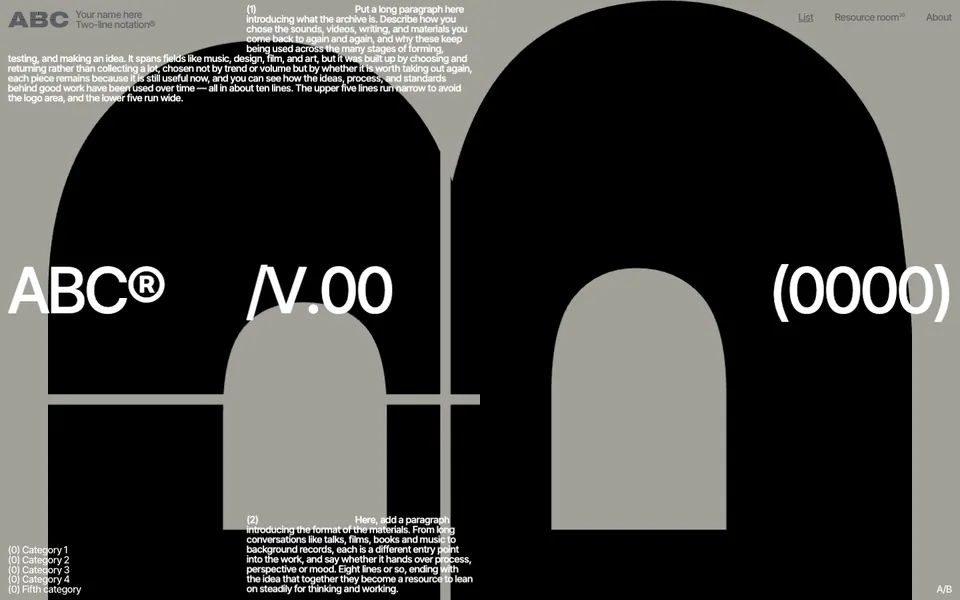 ABC
Your name here
Two-line notation®
List
Resource room²⁰
About
(1) Put a long paragraph here
introducing what the archive is. Describe how you
chose the sounds, videos, writing, and materials you
come back to again and again, and why these keep
being used across the many stages of forming,
testing, and making an idea. It spans fields like music, design, film, and art, but it was built up by choosing and
returning rather than collecting a lot, chosen not by trend or volume but by whether it is worth taking out again,
each piece remains because it is still useful now, and you can see how the ideas, process, and standards
behind good work have been used over time — all in about ten lines. The upper five lines run narrow to avoid
the logo area, and the lower five run wide.
ABC® /V.00 (0000)
(2) Here, add a paragraph
introducing the format of the materials. From long
conversations like talks, films, books and music to
background records, each is a different entry point
into the work, and say whether it hands over process,
perspective or mood. Eight lines or so, ending with
the idea that together they become a resource to lean
on steadily for thinking and working.
(0) Category 1
(0) Category 2
(0) Category 3
(0) Category 4
(0) Fifth category
A/B